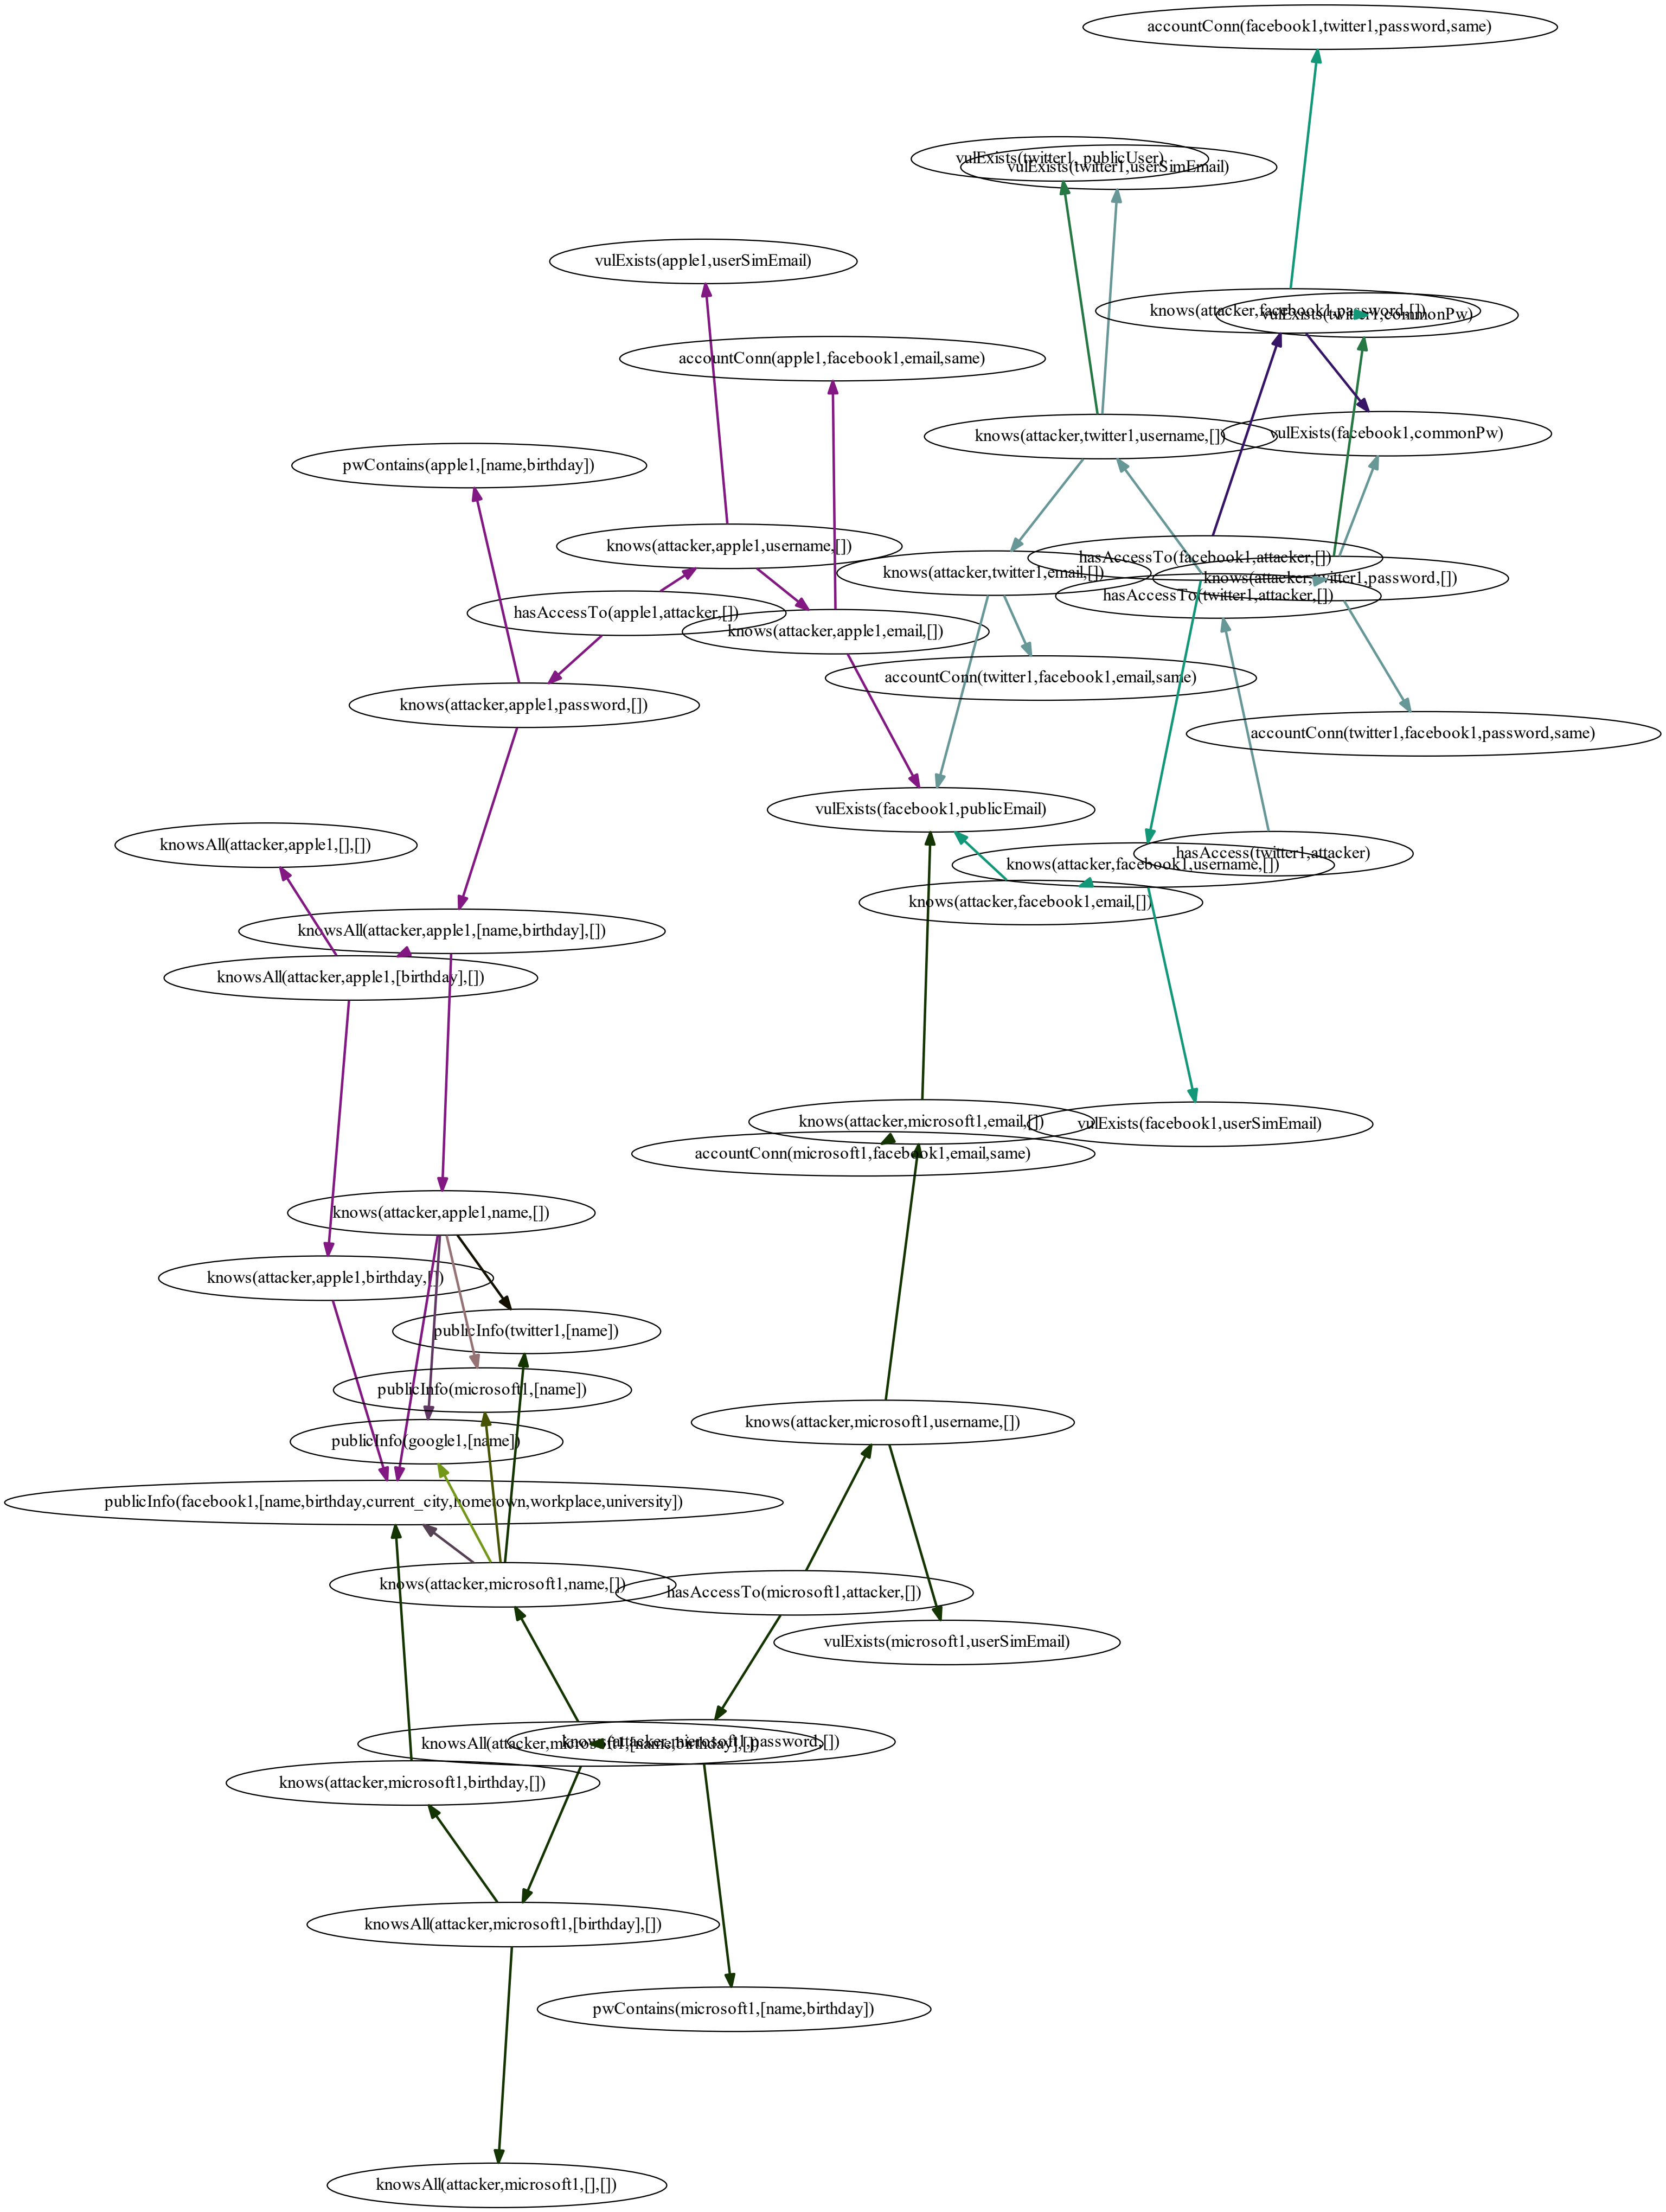 accountConn(facebook1,twitter1,password,same)
vulExists(twitter1, publicUser)
vulExists(twitter1,userSimEmail)
vulExists(apple1,userSimEmail)
knows(attacker,facebook1,password,[])
vulExists(twitter1,commonPw)
accountConn(apple1,facebook1,email,same)
knows(attacker,twitter1,username,[])
vulExists(facebook1,commonPw)
pwContains(apple1,[name,birthday])
knows(attacker,apple1,username,[])
hasAccessTo(facebook1,attacker,[])
knows(attacker,twitter1,email,[])
knows(attacker,twitter1,password,[])
hasAccessTo(twitter1,attacker,[])
hasAccessTo(apple1,attacker,[])
knows(attacker,apple1,email,[])
accountConn(twitter1,facebook1,email,same)
knows(attacker,apple1,password,[])
accountConn(twitter1,facebook1,password,same)
vulExists(facebook1,publicEmail)
knowsAll(attacker,apple1,[],[])
hasAccess(twitter1,attacker)
knows(attacker,facebook1,username,[])
knows(attacker,facebook1,email,[])
knowsAll(attacker,apple1,[name,birthday],[])
knowsAll(attacker,apple1,[birthday],[])
knows(attacker,microsoft1,email,[])
vulExists(facebook1,userSimEmail)
accountConn(microsoft1,facebook1,email,same)
knows(attacker,apple1,name,[])
knows(attacker,apple1,birthday,[])
publicInfo(twitter1,[name])
publicInfo(microsoft1,[name])
knows(attacker,microsoft1,username,[])
publicInfo(google1,[name])
publicInfo(facebook1,[name,birthday,current_city,hometown,workplace,university])
knows(attacker,microsoft1,name,[])
hasAccessTo(microsoft1,attacker,[])
vulExists(microsoft1,userSimEmail)
knowsAll(attacker,microsoft1,[name,birthday],[])
knows(attacker,microsoft1,password,[])
knows(attacker,microsoft1,birthday,[])
knowsAll(attacker,microsoft1,[birthday],[])
pwContains(microsoft1,[name,birthday])
knowsAll(attacker,microsoft1,[],[])